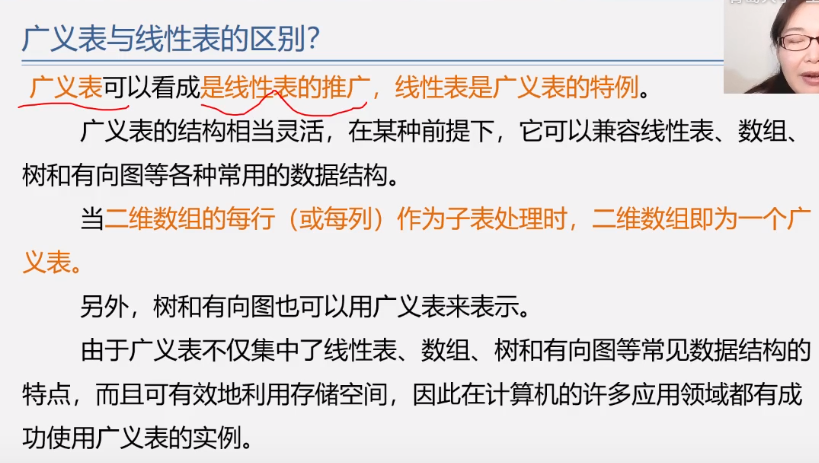 广义表与线性表的区别？
广义表可以看成是线性表的推广，线性表是广义表的特例。
广义表的结构相当灵活，在某种前提下，它可以兼容线性表、数组、
树和有向图等各种常用的数据结构。
当二维数组的每行（或每列）作为子表处理时，二维数组即为一个广
义表。
另外，树和有向图也可以用广义表来表示。
由于广义表不仅集中了线性表、数组、树和有向图等常见数据结构的
特点，而且可有效地利用存储空间，因此在计算机的许多应用领域都有成
功使用广义表的实例。